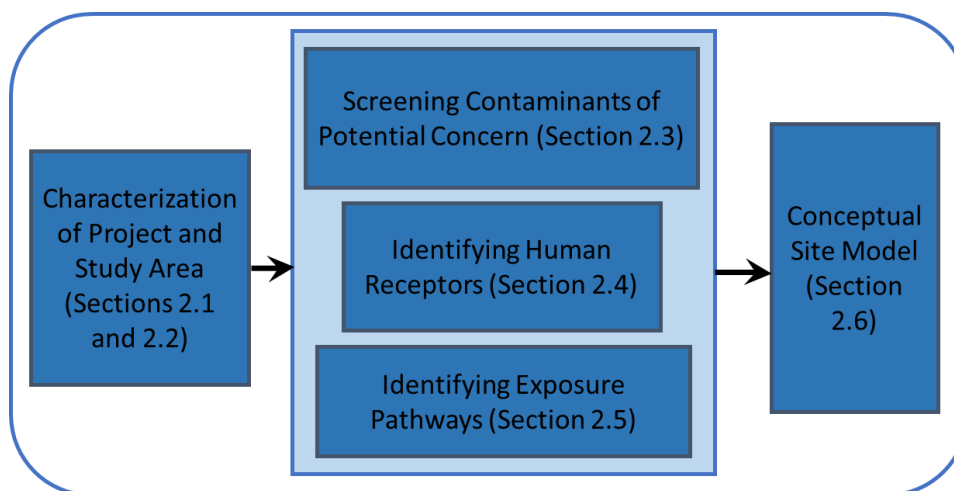 Characterization
of Project and
Study Area
(Sections 2.1
and 2.2)
Screening Contaminants of
Potential Concern (Section 2.3)
Identifying Human
Receptors (Section 2.4)
Identifying Exposure
Pathways (Section 2.5)
Conceptual
Site Model
(Section
2.6)